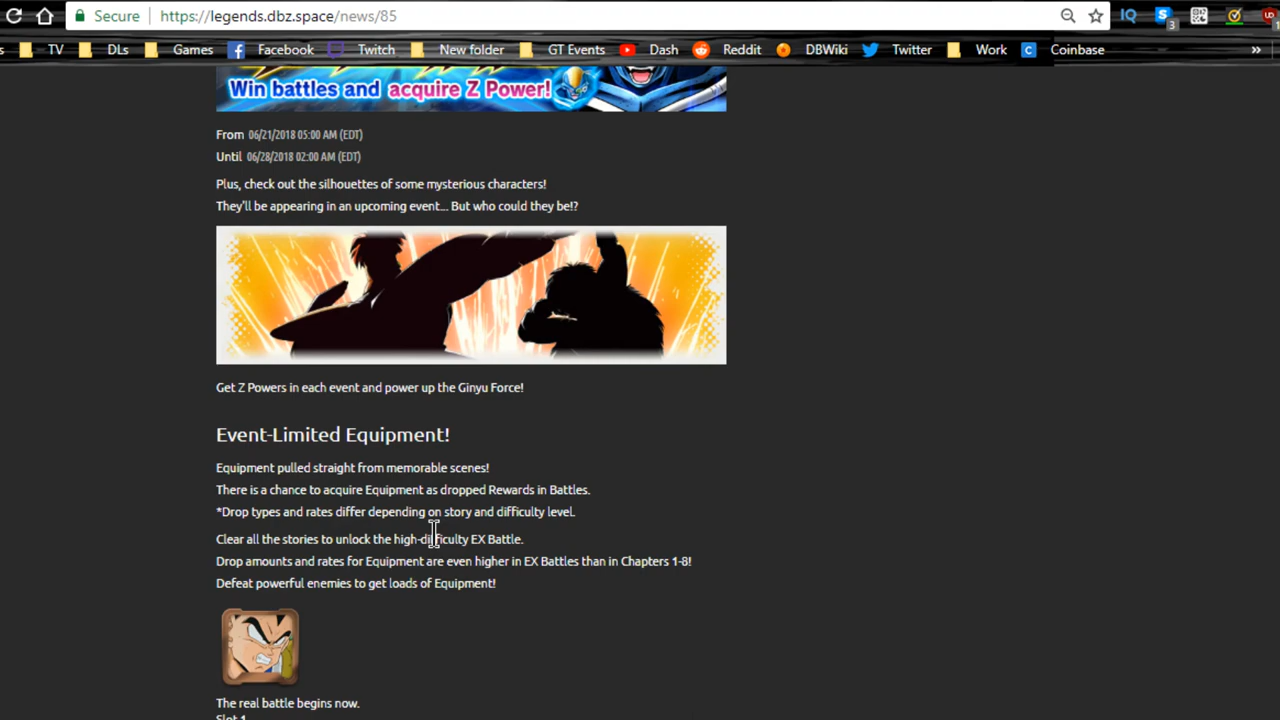 Secure https://legends.dbz.space/news/85 IQ 3 UD
s TV DLs Games Facebook Twitch New folder GT Events Dash Reddit DBWiki Twitter Work C Coinbase »
Win battles and acquire Z Power!
From 06/21/2018 05:00 AM (EDT)
Until 06/28/2018 02:00 AM (EDT)
Plus, check out the silhouettes of some mysterious characters!
They'll be appearing in an upcoming event... But who could they be!?
Get Z Powers in each event and power up the Ginyu Force!
Event-Limited Equipment!
Equipment pulled straight from memorable scenes!
There is a chance to acquire Equipment as dropped Rewards in Battles.
*Drop types and rates differ depending on story and difficulty level.
Clear all the stories to unlock the high-difficulty EX Battle.
Drop amounts and rates for Equipment are even higher in EX Battles than in Chapters 1-8!
Defeat powerful enemies to get loads of Equipment!
The real battle begins now.
Slot 1